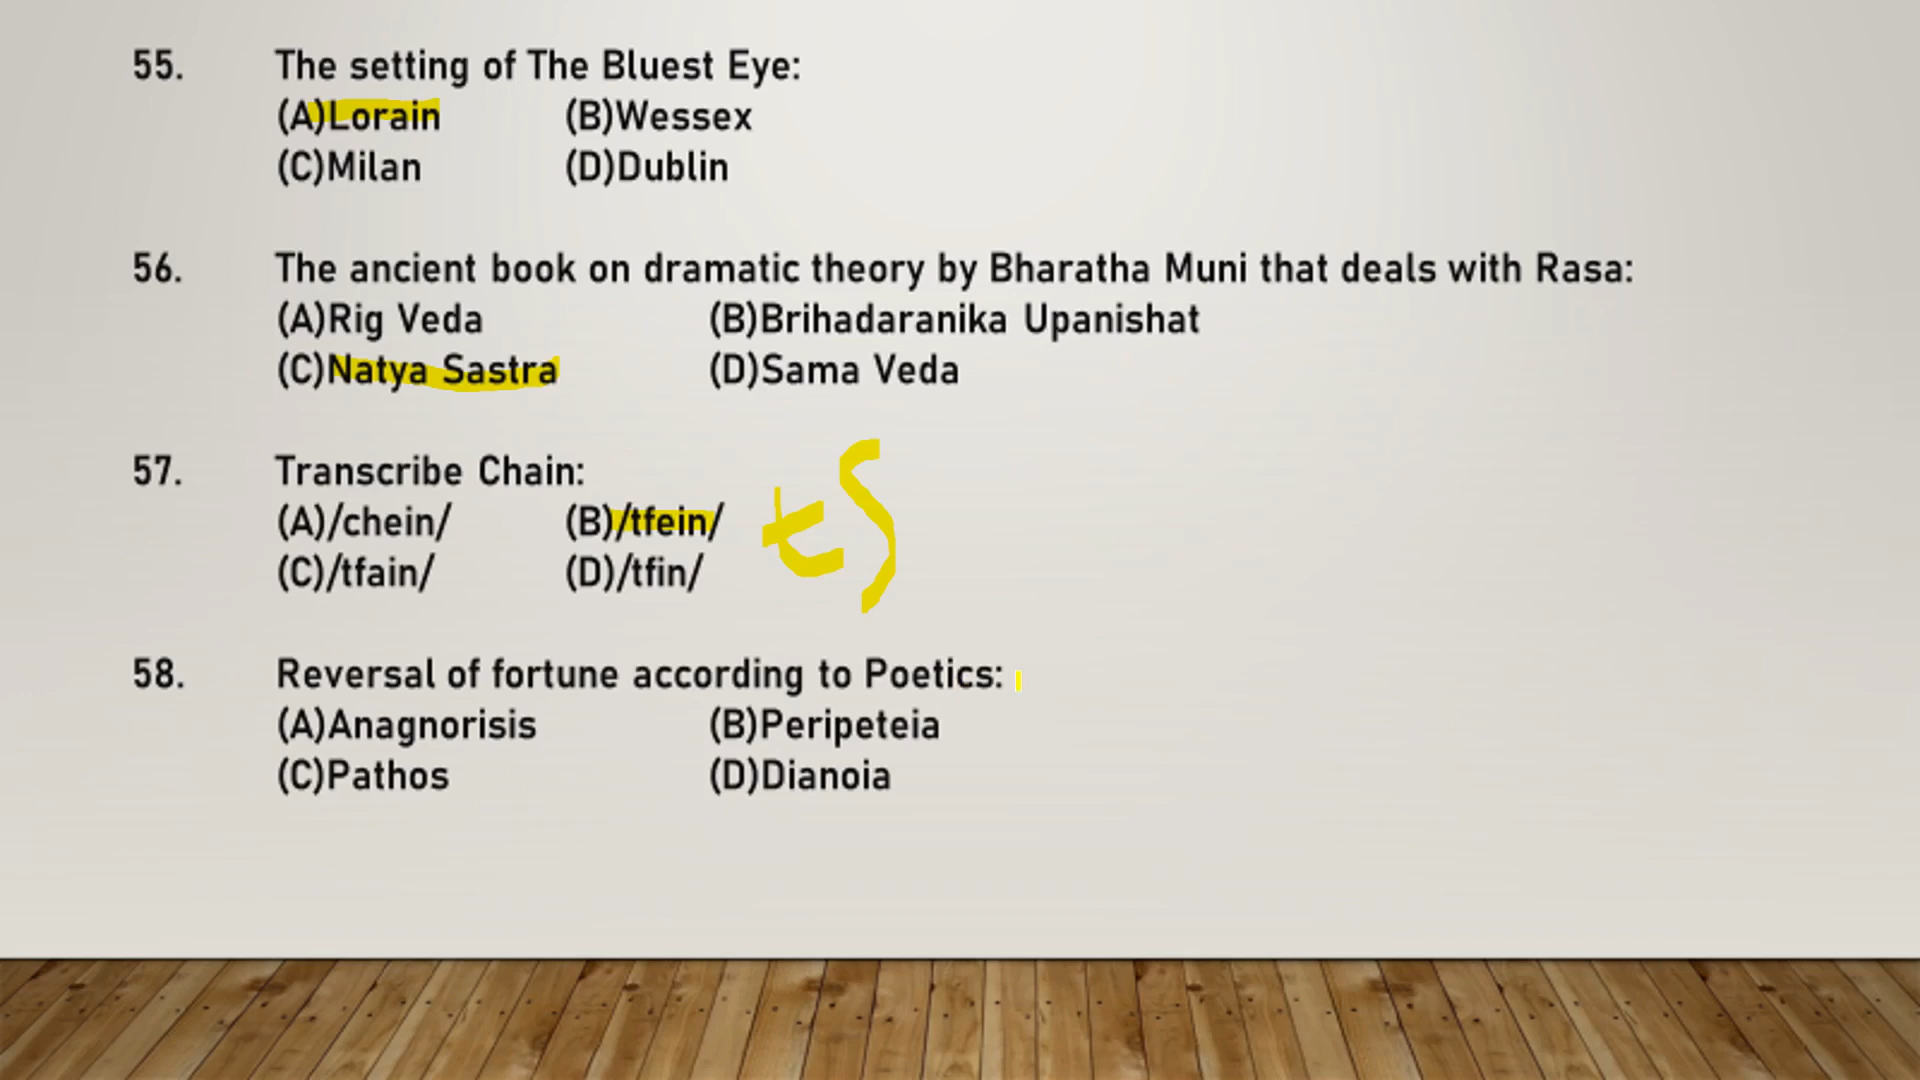 55. The setting of The Bluest Eye:
(A)Lorain (B)Wessex
(C)Milan (D)Dublin
56. The ancient book on dramatic theory by Bharatha Muni that deals with Rasa:
(A)Rig Veda (B)Brihadaranika Upanishat
(C)Natya Sastra (D)Sama Veda
57. Transcribe Chain:
(A)/chein/ (B)/tfein/
(C)/tfain/ (D)/tfin/
tʃ
58. Reversal of fortune according to Poetics:
(A)Anagnorisis (B)Peripeteia
(C)Pathos (D)Dianoia